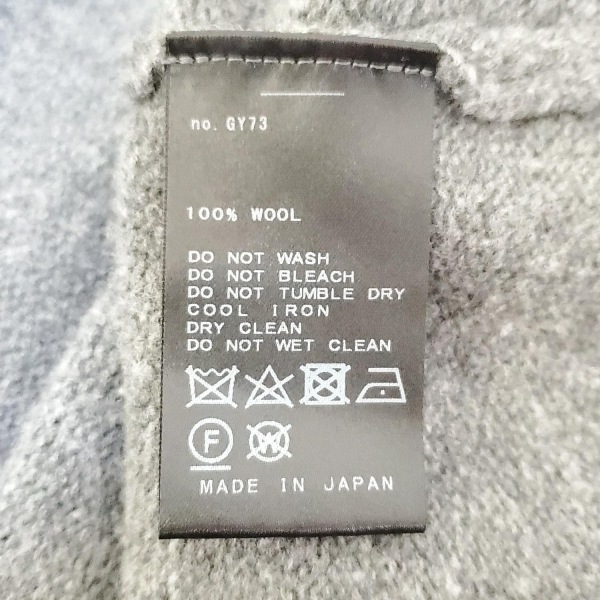 no. GY73
100% WOOL
DO NOT WASH
DO NOT BLEACH
DO NOT TUMBLE DRY
COOL IRON
DRY CLEAN
DO NOT WET CLEAN
F W
MADE IN JAPAN